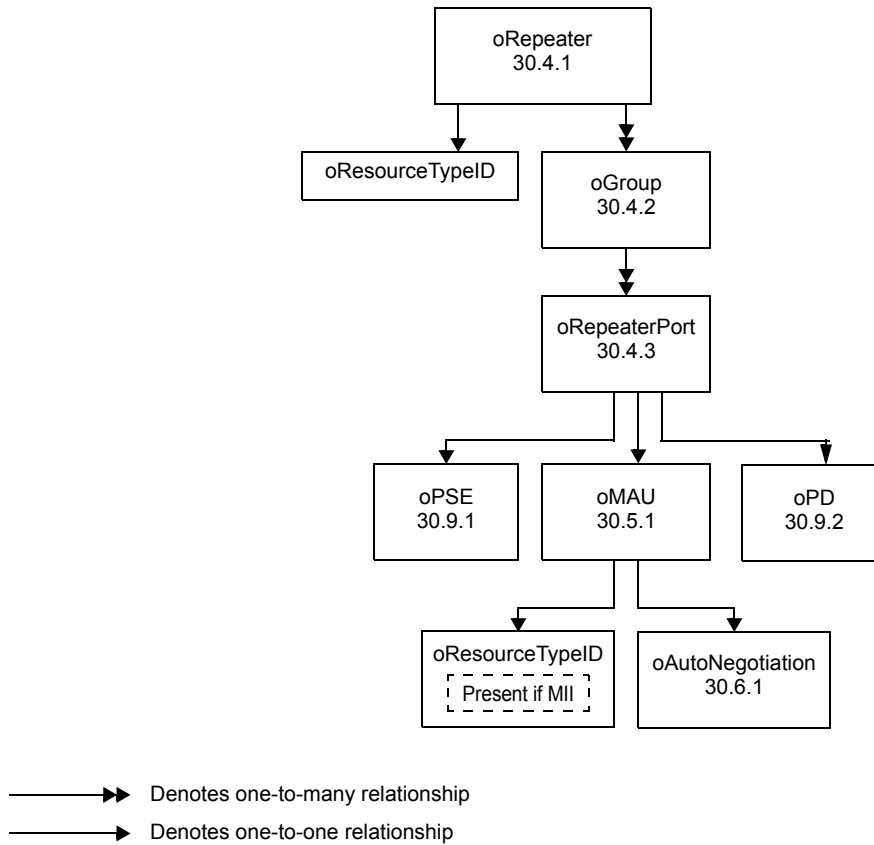 oRepeater
30.4.1
oResourceTypeID
oGroup
30.4.2
oRepeaterPort
30.4.3
oPSE
30.9.1
oMAU
30.5.1
oPD
30.9.2
oResourceTypeID
Present if MII
oAutoNegotiation
30.6.1
Denotes one-to-many relationship
Denotes one-to-one relationship